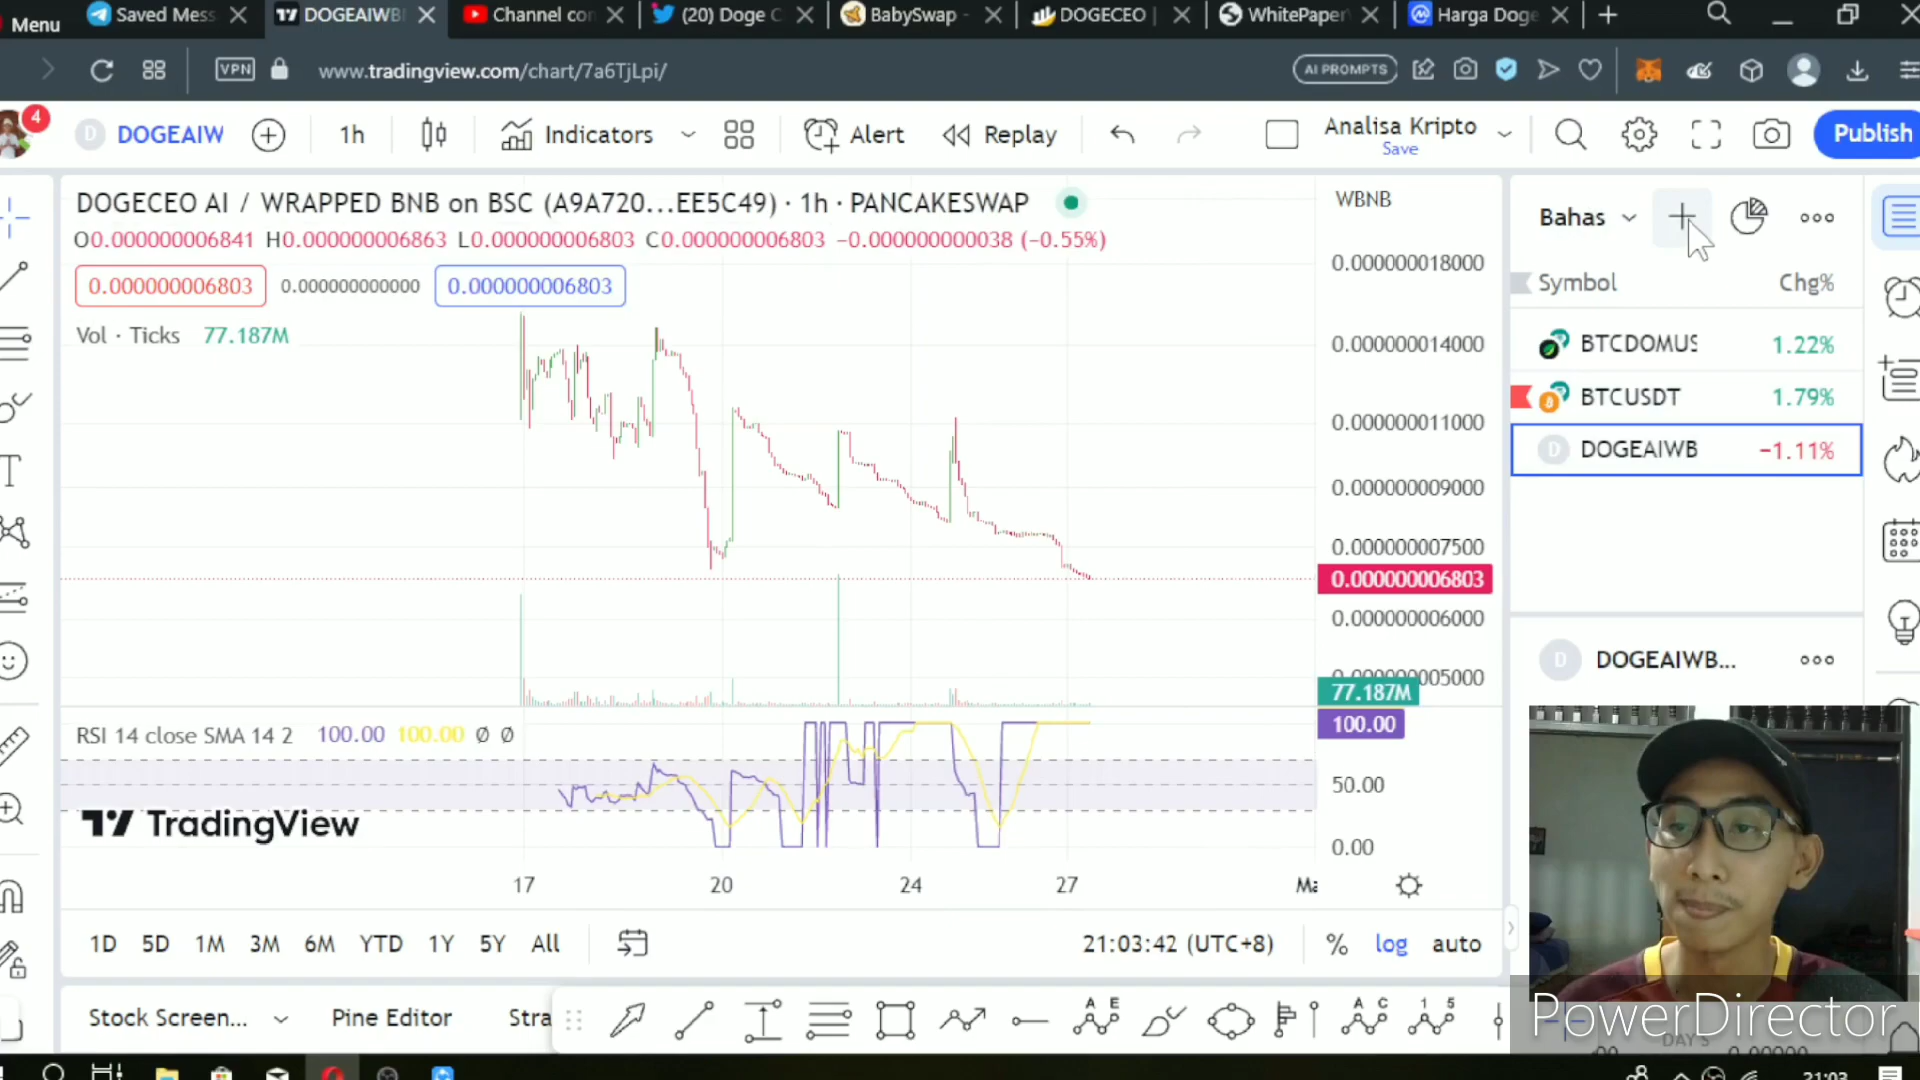 Menu
Saved Mess
DOGEAIWB
Channel con
(20) Doge C
BabySwap -
DOGECEO |
WhitePaper
Harga Doge
VPN
www.tradingview.com/chart/7a6TjLpi/
AI PROMPTS
4
D
DOGEAIW
1h
Indicators
Alert
Replay
Analisa Kripto
Save
Publish
DOGECEO AI / WRAPPED BNB on BSC (A9A720...EE5C49) · 1h · PANCAKESWAP
WBNB
O0.000000006841 H0.000000006863 L0.000000006803 C0.000000006803 −0.000000000038 (−0.55%)
0.000000006803
0.000000000000
0.000000006803
Vol · Ticks 77.187M
0.000000018000
0.000000014000
0.000000011000
0.000000009000
0.000000007500
0.000000006803
0.000000006000
77.187M
100.00
RSI 14 close SMA 14 2 100.00 100.00 Ø Ø
50.00
0.00
TradingView
17
20
24
27
1D
5D
1M
3M
6M
YTD
1Y
5Y
All
21:03:42 (UTC+8)
%
log
auto
Stock Screen...
Pine Editor
Stra
A E
A C
1 5
Bahas
Symbol
Chg%
BTCDOMUS
1.22%
BTCUSDT
1.79%
D
DOGEAIWB
−1.11%
D
DOGEAIWB...
PowerDirector
21:03